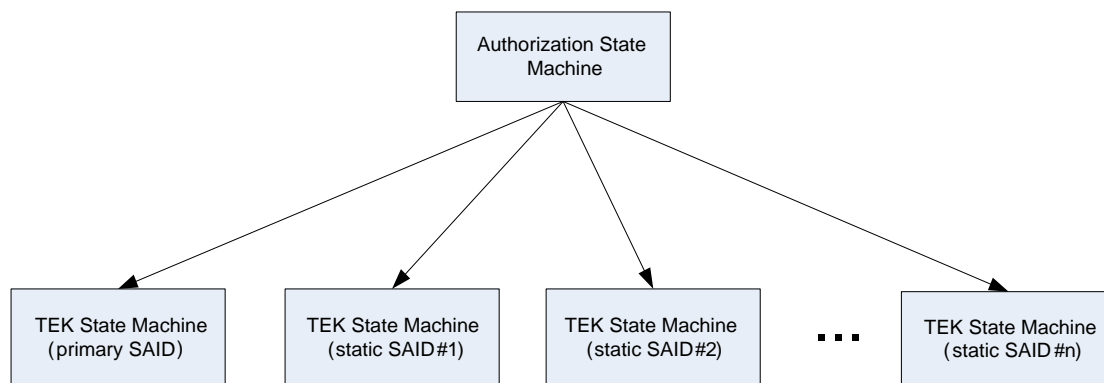 Authorization State
Machine
TEK State Machine
(primary SAID)
TEK State Machine
(static SAID#1)
TEK State Machine
(static SAID#2)
...
TEK State Machine
(static SAID#n)